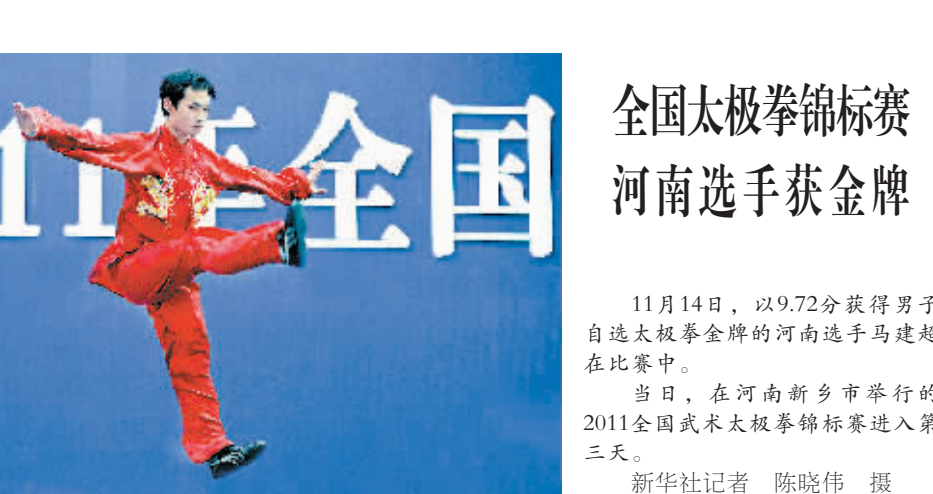 11年全国
全国太极拳锦标赛
河南选手获金牌
11月14日，以9.72分获得男子
自选太极拳金牌的河南选手马建超
在比赛中。
当日，在河南新乡市举行的
2011全国武术太极拳锦标赛进入第
三天。
新华社记者 陈晓伟 摄